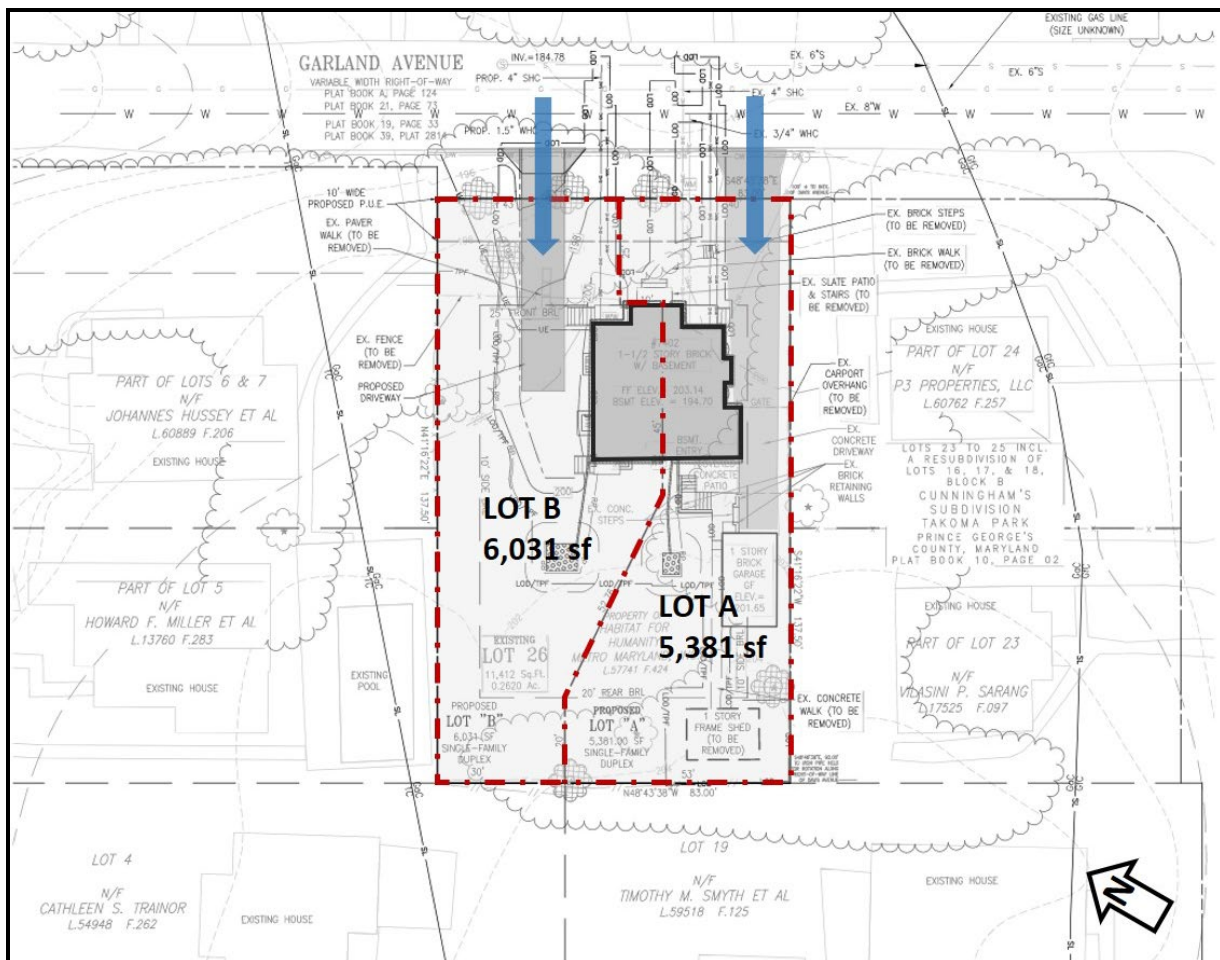 EXISTING GAS LINE
(SIZE UNKNOWN)
GARLAND AVENUE
VARIABLE WIDTH RIGHT-OF-WAY
PLAT BOOK A, PAGE 124
PLAT BOOK 21, PAGE 73
PLAT BOOK 19, PAGE 33
PLAT BOOK 39, PLAT 2814
INV.=184.78
PROP. 4" SHC
PROP. 1.5" WHC
EX. 6"S
EX. 6"S
EX. 4" SHC
EX. 8"W
EX. 3/4" WHC
10' WIDE
PROPOSED P.U.E.
EX. PAVER
WALK (TO BE
REMOVED)
EX. BRICK STEPS
(TO BE REMOVED)
EX. BRICK WALK
(TO BE REMOVED)
EX. SLATE PATIO
& STAIRS (TO
BE REMOVED)
25' FRONT BRL
EX. FENCE
(TO BE
REMOVED)
PROPOSED
DRIVEWAY
1-1/2 STORY BRICK
W/ BASEMENT
FF ELEV. 203.14
BSMT ELEV. = 194.70
GATE
BSMT.
ENTRY
CONCRETE
PATIO
EX.
CARPORT
OVERHANG
(TO BE
REMOVED)
EX.
CONCRETE
DRIVEWAY
EX.
BRICK
RETAINING
WALLS
PART OF LOTS 6 & 7
N/F
JOHANNES HUSSEY ET AL
L.60889 F.206
EXISTING HOUSE
N41°16'22"E 137.50'
EXISTING HOUSE
PART OF LOT 24
N/F
P3 PROPERTIES, LLC
L.60762 F.257
LOTS 23 TO 25 INCL.
A RESUBDIVISION OF
LOTS 16, 17, & 18,
BLOCK B
CUNNINGHAM'S
SUBDIVISION
TAKOMA PARK
PRINCE GEORGE'S
COUNTY, MARYLAND
PLAT BOOK 10, PAGE 02
LOT B
6,031 sf
EX. CONC.
STEPS
1 STORY
BRICK
GARAGE
GF
ELEV.=
201.65
S41°16'22"W 137.50'
LOT A
5,381 sf
PROPERTY OF
HABITAT FOR
HUMANITY
METRO MARYLAND,
L.57741 F.424
PART OF LOT 5
N/F
HOWARD F. MILLER ET AL
L.13760 F.283
EXISTING HOUSE
EXISTING
POOL
EXISTING
LOT 26
11,412 Sq.Ft.
0.2620 Ac.
20' REAR BRL
PROPOSED
LOT "B"
6,031 SF
SINGLE-FAMILY
DUPLEX
30'
20'
PROPOSED
LOT "A"
5,381.00 SF
SINGLE-FAMILY
DUPLEX
53'
1 STORY
FRAME SHED
(TO BE
REMOVED)
N48°43'38"W 83.00'
EXISTING HOUSE
PART OF LOT 23
N/F
VILASINI P. SARANG
L.17525 F.097
EX. CONCRETE
WALK (TO BE
REMOVED)
LOT 4
N/F
CATHLEEN S. TRAINOR
L.54948 F.262
EXISTING HOUSE
LOT 19
N/F
TIMOTHY M. SMYTH ET AL
L.59518 F.125
EXISTING HOUSE
N